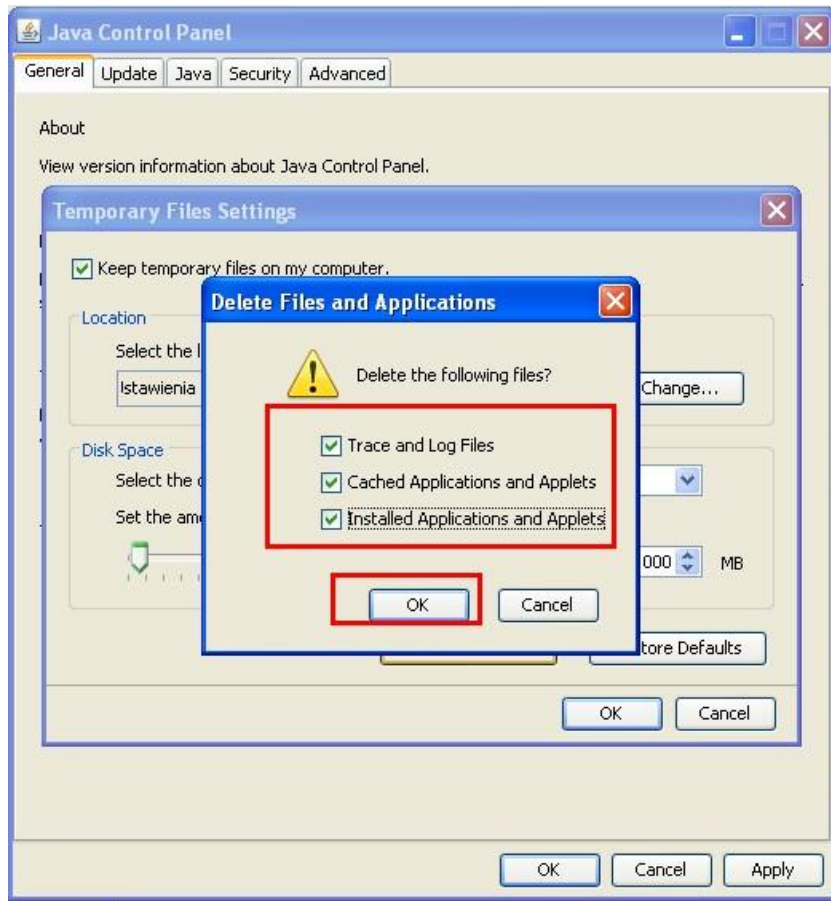 Java Control Panel
General Update Java Security Advanced
About
View version information about Java Control Panel.
Temporary Files Settings
Keep temporary files on my computer.
Delete Files and Applications
Location
Select the
Delete the following files?
Istawienia
Change...
Trace and Log Files
Disk Space
Select the
Cached Applications and Applets
Set the
Installed Applications and Applets
000 MB
OK Cancel
Defaults
OK Cancel
OK Cancel Apply